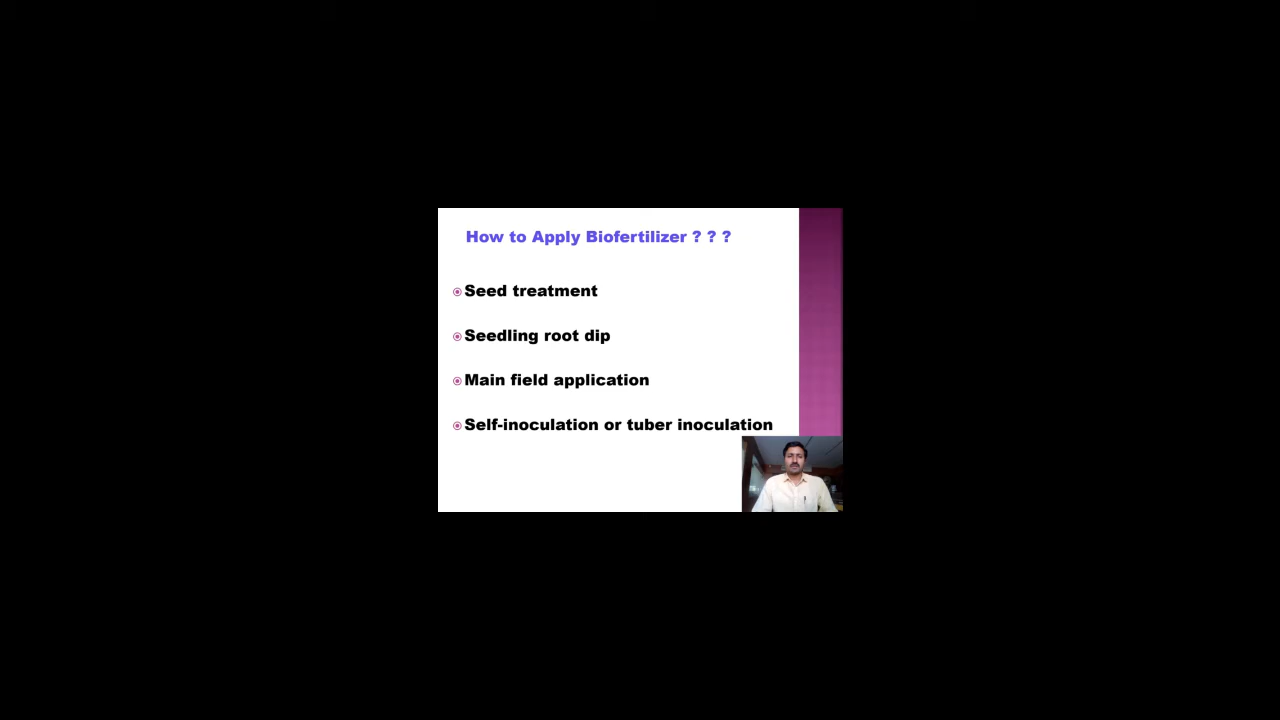 How to Apply Biofertilizer ? ? ?
Seed treatment
Seedling root dip
Main field application
Self-inoculation or tuber inoculation